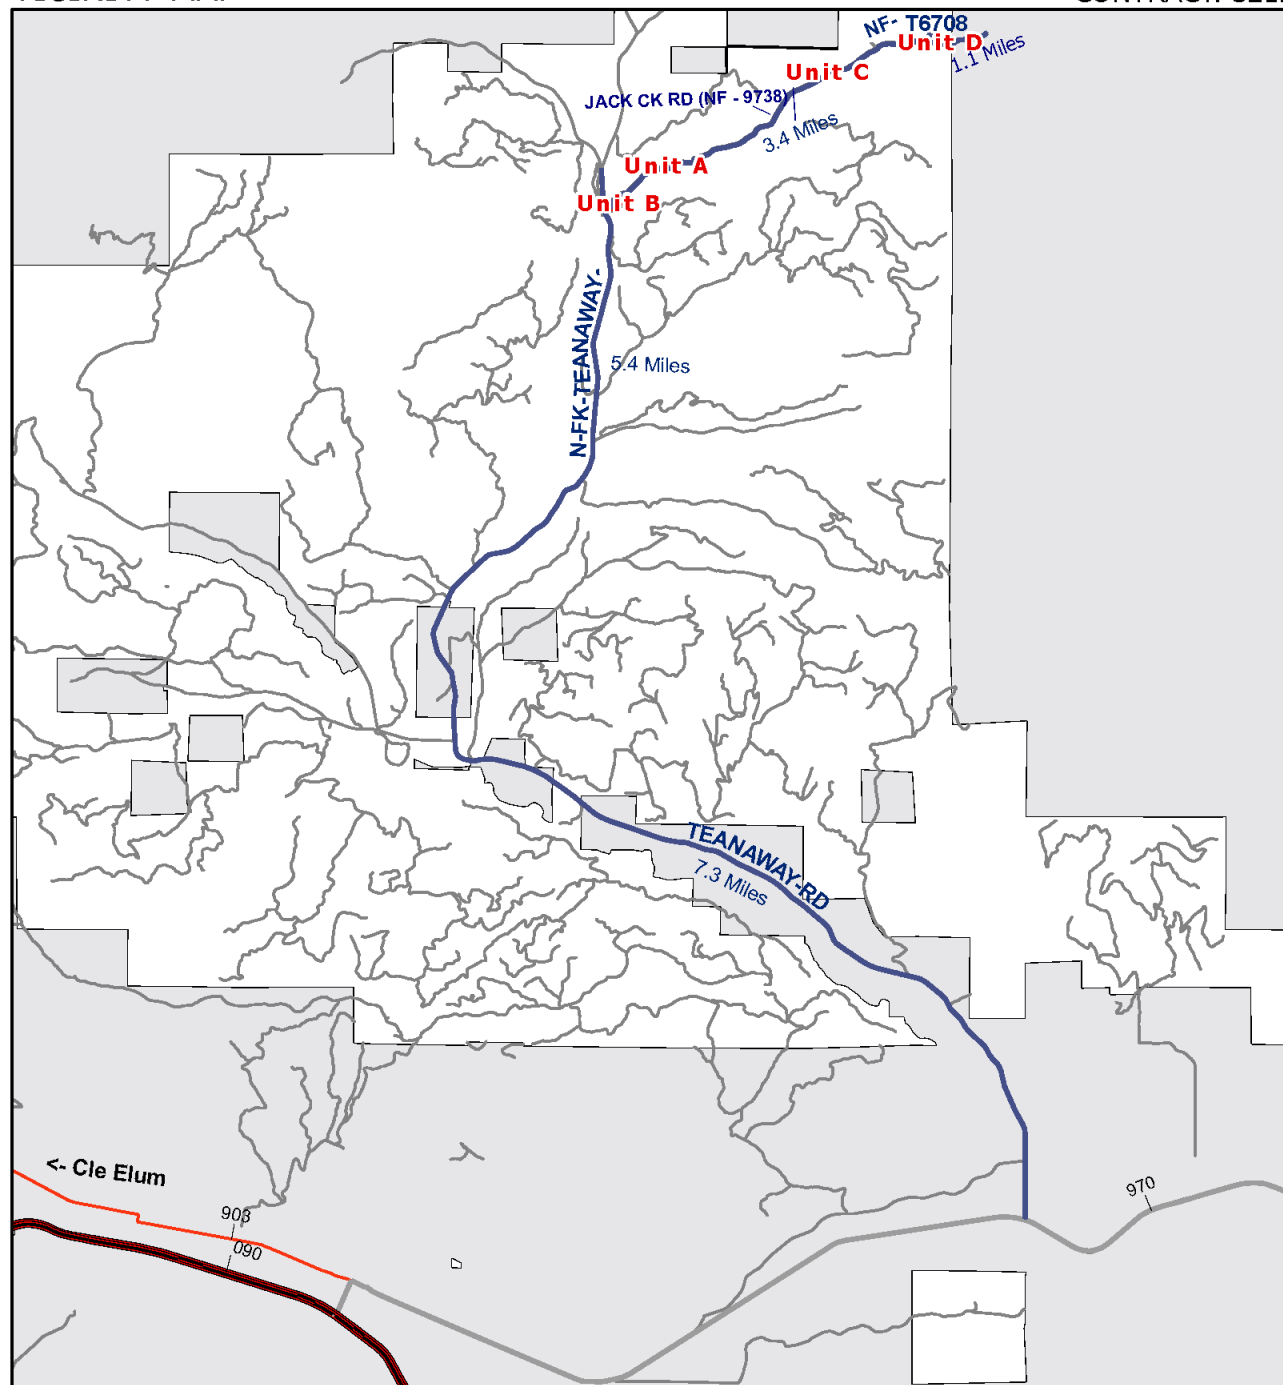 NF- T6708
Unit D
1.1 Miles
Unit C
JACK CK RD (NF - 9738)
3.4 Miles
Unit A
Unit B
N-FK-TEANAWAY-
5.4 Miles
TEANAWAY-RD
7.3 Miles
<- Cle Elum
903
090
970